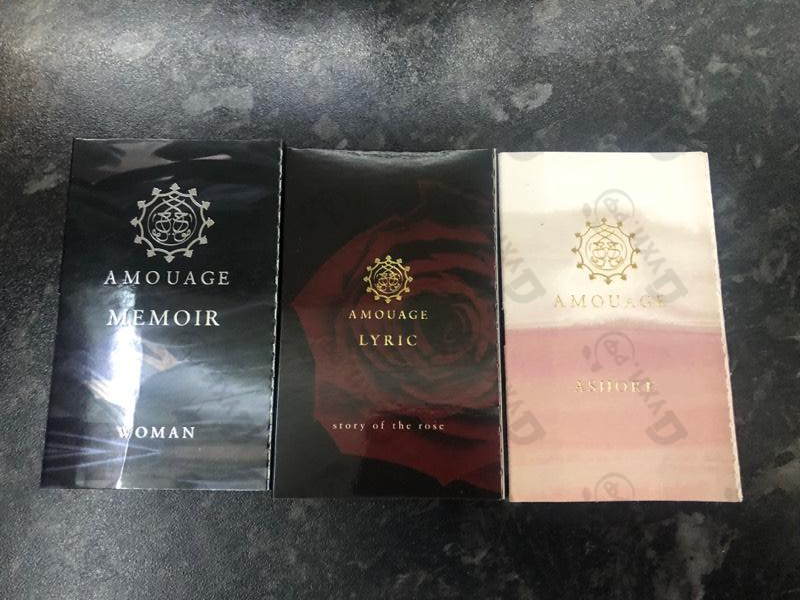 AMOUAGE
MEMOIR
WOMAN
AMOUAGE
LYRIC
story of the rose
AMOUAGE
ASHORE